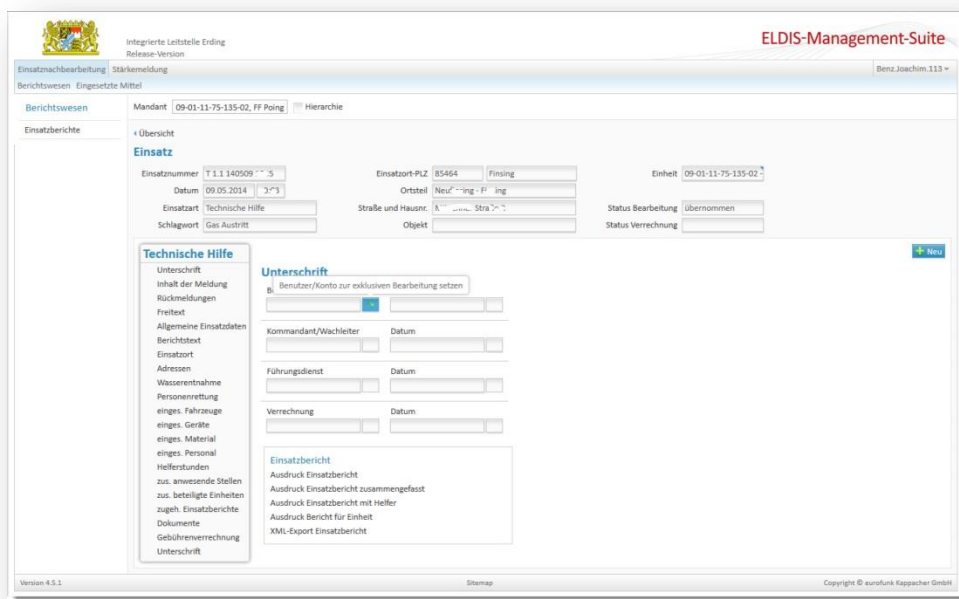 Integrierte Leitstelle Erding
Release-Version
ELDIS-Management-Suite
Einsatznachbearbeitung Stärkemeldung
Benz.Joachim.113
Berichtswesen Eingesetzte Mittel
Berichtswesen
Mandant 09-01-11-75-135-02, FF Poing Hierarchie
Einsatzberichte
Übersicht
Einsatz
Einsatznummer T 1.1 140509
Einsatzort-PLZ 85464 Finsing
Einheit 09-01-11-75-135-02 -
Datum 09.05.2014
Ortsteil
Einsatzart Technische Hilfe
Straße und Hausnr.
Status Bearbeitung übernommen
Schlagwort Gas Austritt
Objekt
Status Verrechnung
Neu
Technische Hilfe
Unterschrift
Inhalt der Meldung
Rückmeldungen
Freitext
Allgemeine Einsatzdaten
Berichtstext
Einsatzort
Adressen
Wasserentnahme
Personenrettung
einges. Fahrzeuge
einges. Geräte
einges. Material
einges. Personal
Helferstunden
zus. anwesende Stellen
zus. beteiligte Einheiten
zugeh. Einsatzberichte
Dokumente
Gebührenverrechnung
Unterschrift
Unterschrift
Benutzer/Konto zur exklusiven Bearbeitung setzen
Kommandant/Wachleiter Datum
Führungsdienst Datum
Verrechnung Datum
Einsatzbericht
Ausdruck Einsatzbericht
Ausdruck Einsatzbericht zusammengefasst
Ausdruck Einsatzbericht mit Helfer
Ausdruck Bericht für Einheit
XML-Export Einsatzbericht
Version 4.5.1
Sitemap
Copyright © eurofunk Kappacher GmbH